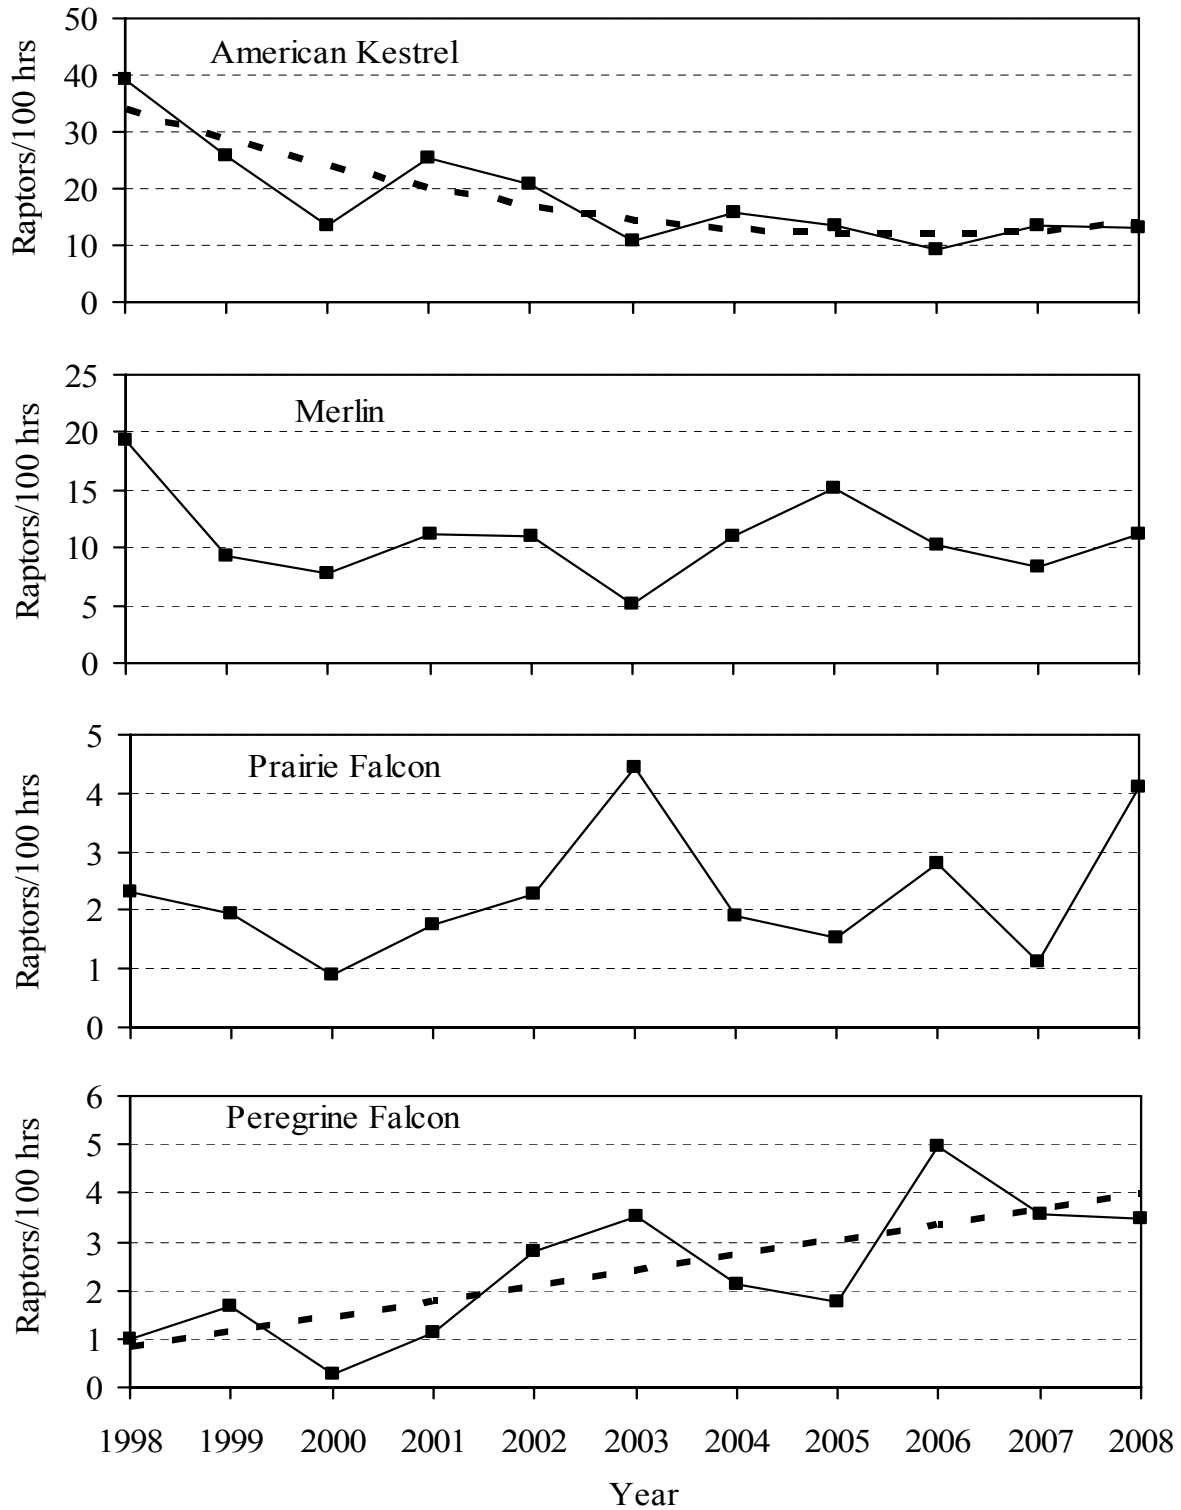 American Kestrel
Raptors/100 hrs
50
40
30
20
10
0
Merlin
Raptors/100 hrs
25
20
15
10
5
0
Prairie Falcon
Raptors/100 hrs
5
4
3
2
1
0
Peregrine Falcon
Raptors/100 hrs
6
5
4
3
2
1
0
1998 1999 2000 2001 2002 2003 2004 2005 2006 2007 2008
Year